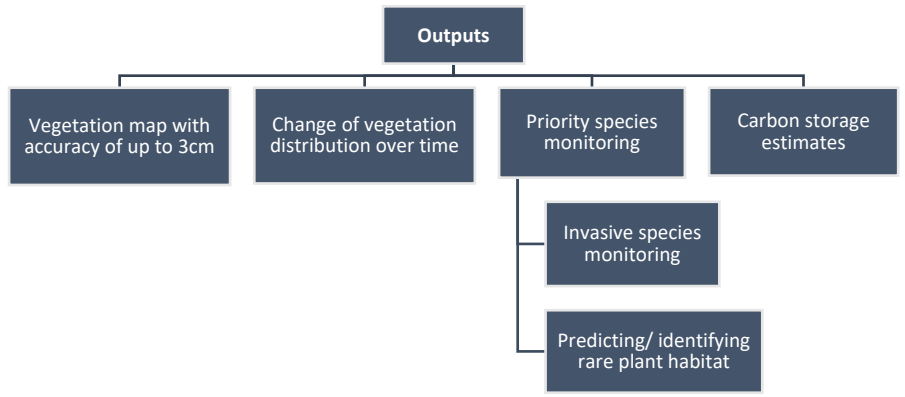 Outputs
Vegetation map with
accuracy of up to 3cm
Change of vegetation
distribution over time
Priority species
monitoring
Carbon storage
estimates
Invasive species
monitoring
Predicting/ identifying
rare plant habitat